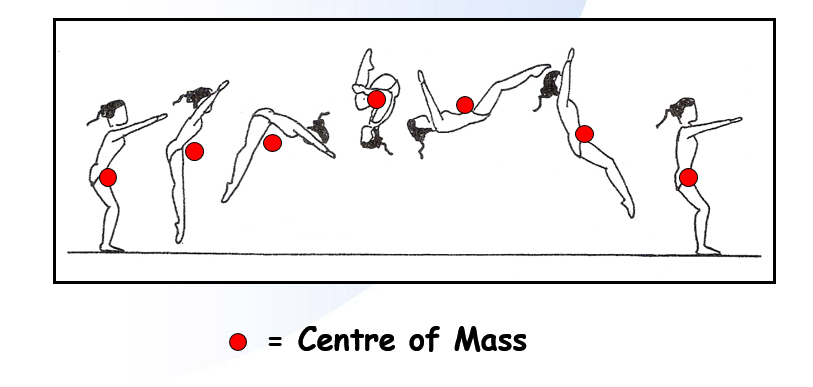 = Centre of Mass